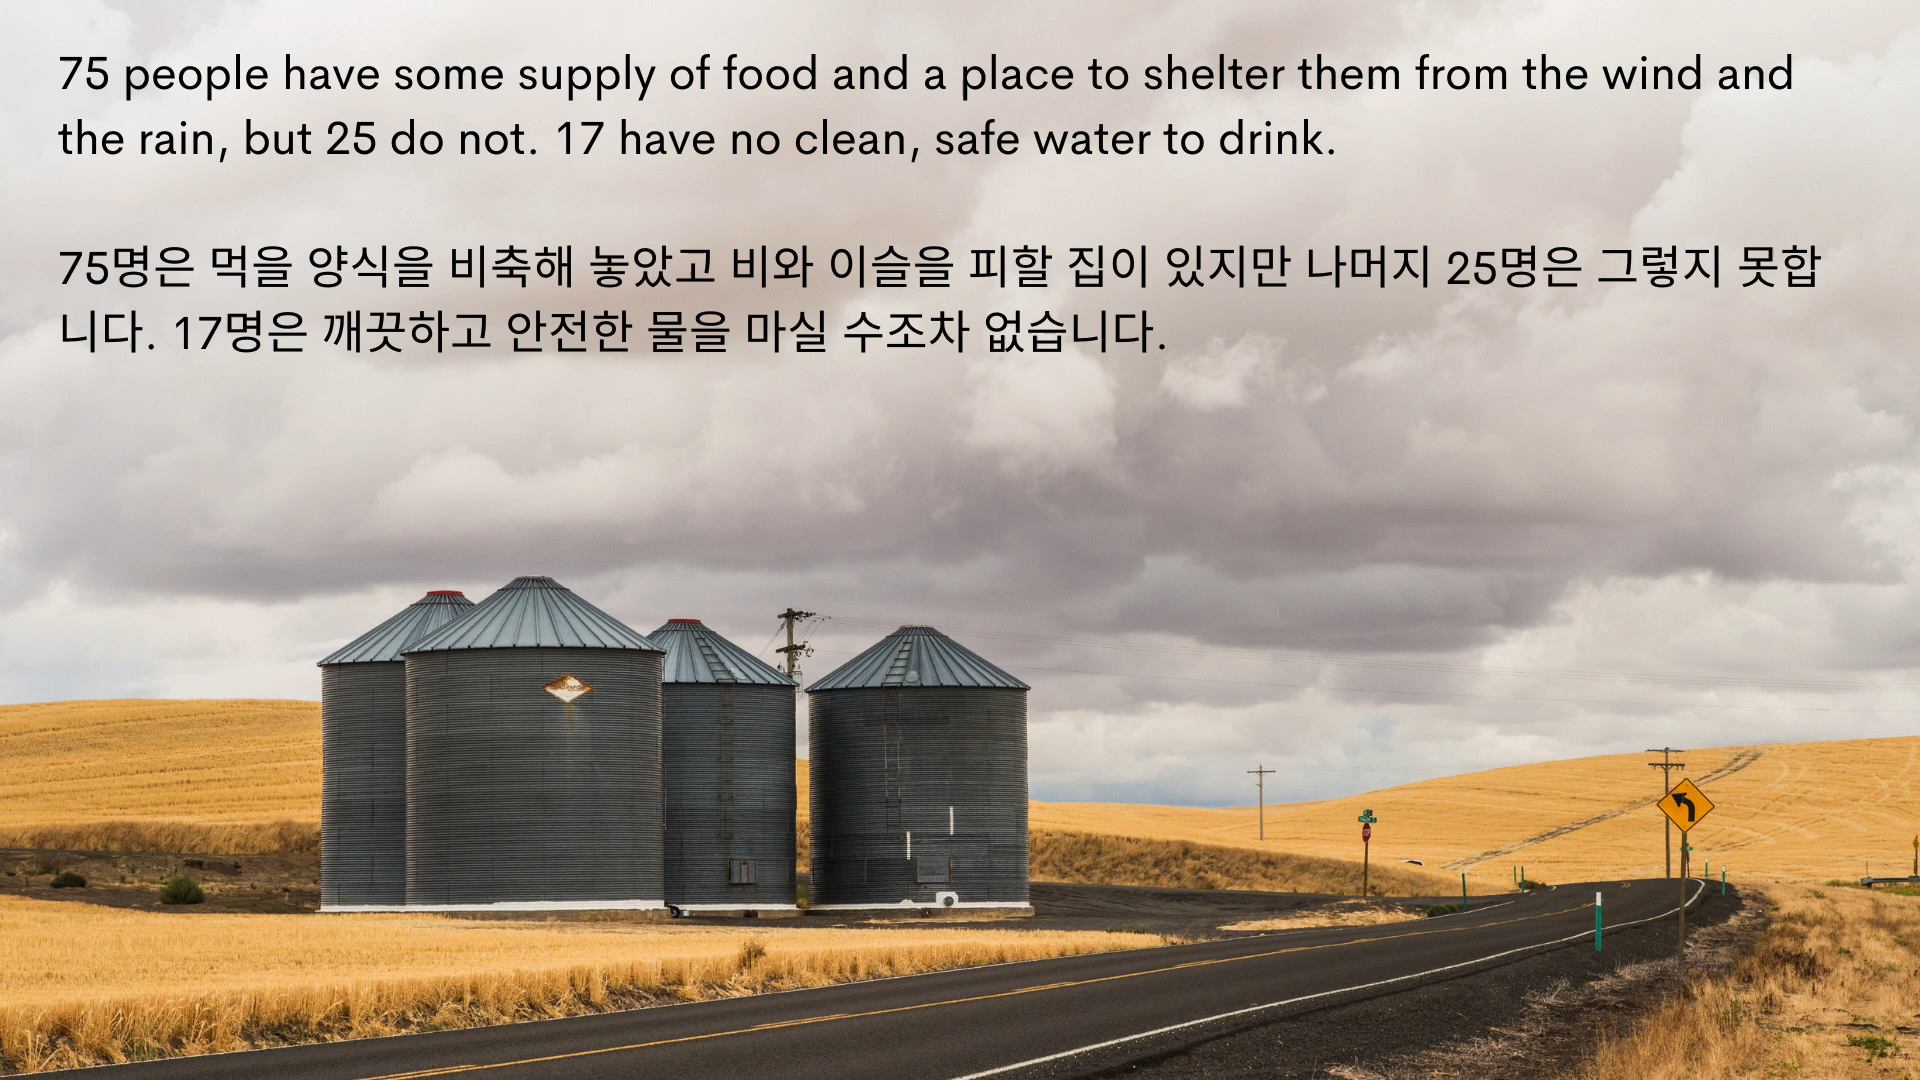 75 people have some supply of food and a place to shelter them from the wind and
the rain, but 25 do not. 17 have no clean, safe water to drink.
75명은 먹을 양식을 비축해 놓았고 비와 이슬을 피할 집이 있지만 나머지 25명은 그렇지 못합
니다. 17명은 깨끗하고 안전한 물을 마실 수조차 없습니다.